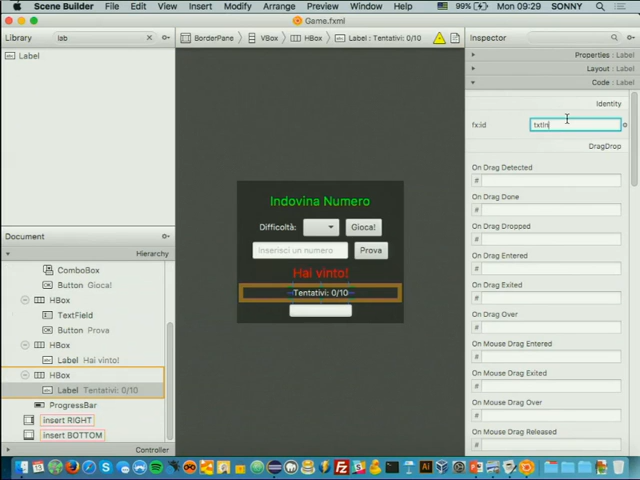 Scene Builder File Edit View Insert Modify Arrange Preview Window Help Mon 09:29 SONNY
Game.fxml
Library lab
BorderPane VBox HBox Label : Tentativi: 0/10
Inspector
Label
Properties : Label
Layout : Label
Code : Label
Identity
fx:id txtIn
DragDrop
On Drag Detected
#
On Drag Done
#
On Drag Dropped
#
On Drag Entered
#
On Drag Exited
#
On Drag Over
#
On Mouse Drag Entered
#
On Mouse Drag Exited
#
On Mouse Drag Over
#
On Mouse Drag Released
#
Indovina Numero
Difficoltà: Gioca!
Inserisci un numero Prova
Hai vinto!
Tentativi: 0/10
Document
Hierarchy
ComboBox
Button Gioca!
HBox
TextField
Button Prova
HBox
Label Hai vinto!
HBox
Label Tentativi: 0/10
ProgressBar
insert RIGHT
insert BOTTOM
Controller